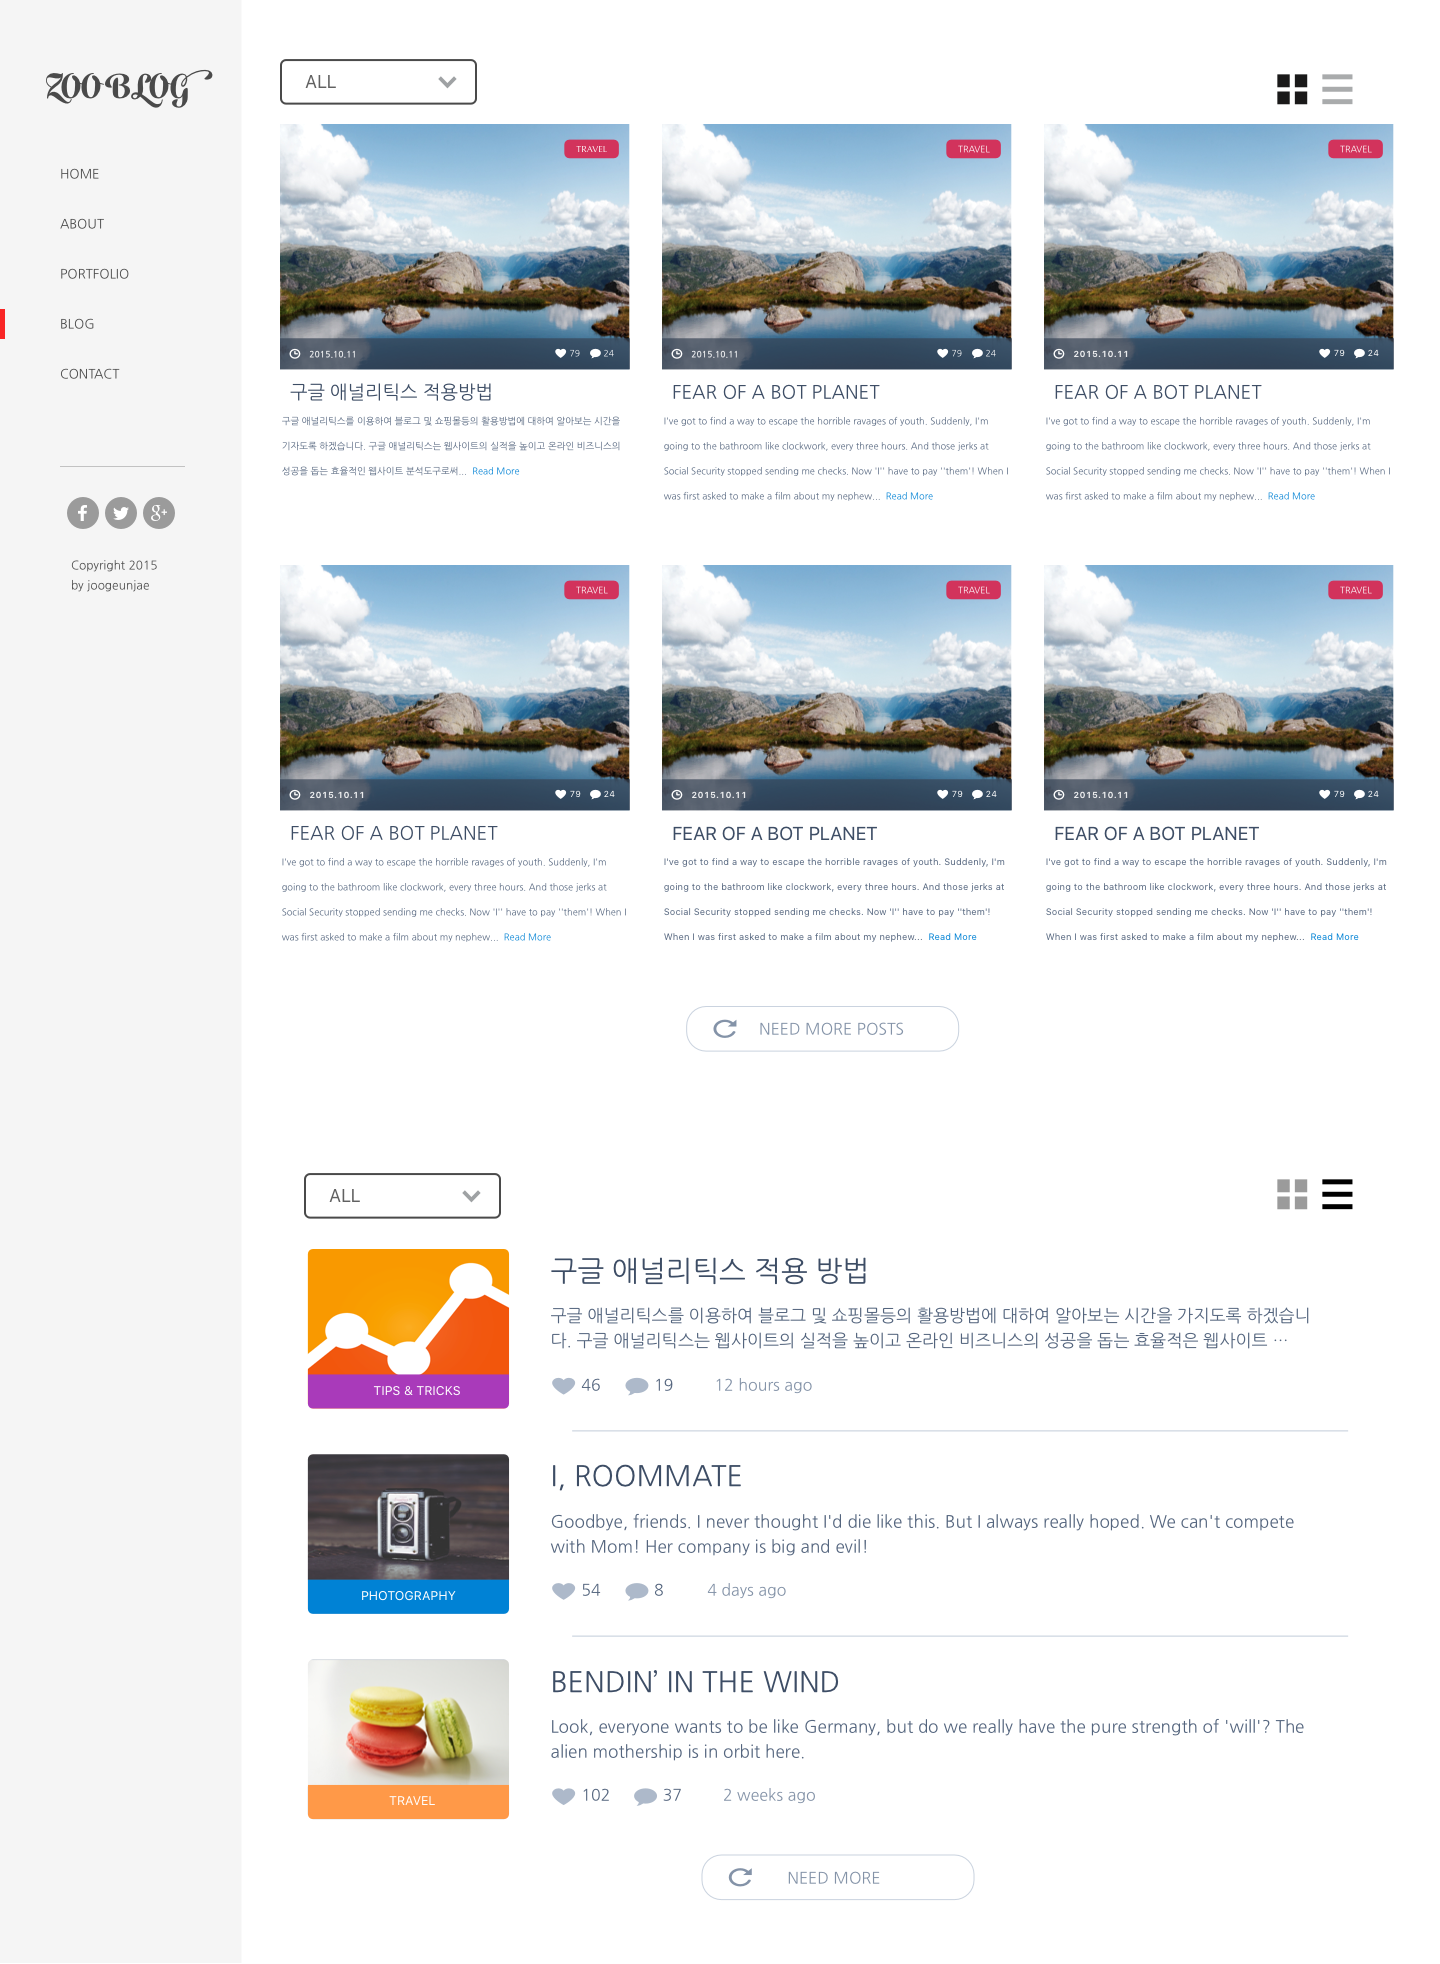 ZOO BLOG
HOME
ABOUT
PORTFOLIO
BLOG
CONTACT
Copyright 2015
by joogeunjae
ALL
TRAVEL
2015.10.11
79
24
구글 애널리틱스 적용방법
구글 애널리틱스를 이용하여 블로그 및 쇼핑몰등의 활용방법에 대하여 알아보는 시간을
기자도록 하겠습니다. 구글 애널리틱스는 웹사이트의 실적을 높이고 온라인 비즈니스의
성공을 돕는 효율적인 웹사이트 분석도구로써... Read More
TRAVEL
2015.10.11
79
24
FEAR OF A BOT PLANET
I've got to find a way to escape the horrible ravages of youth. Suddenly, I'm
going to the bathroom like clockwork, every three hours. And those jerks at
Social Security stopped sending me checks. Now 'I'' have to pay ''them'! When I
was first asked to make a film about my nephew... Read More
TRAVEL
2015.10.11
79
24
FEAR OF A BOT PLANET
I've got to find a way to escape the horrible ravages of youth. Suddenly, I'm
going to the bathroom like clockwork, every three hours. And those jerks at
Social Security stopped sending me checks. Now 'I'' have to pay ''them'! When I
was first asked to make a film about my nephew... Read More
TRAVEL
2015.10.11
79
24
FEAR OF A BOT PLANET
I've got to find a way to escape the horrible ravages of youth. Suddenly, I'm
going to the bathroom like clockwork, every three hours. And those jerks at
Social Security stopped sending me checks. Now 'I'' have to pay ''them'! When I
was first asked to make a film about my nephew... Read More
TRAVEL
2015.10.11
79
24
FEAR OF A BOT PLANET
I've got to find a way to escape the horrible ravages of youth. Suddenly, I'm
going to the bathroom like clockwork, every three hours. And those jerks at
Social Security stopped sending me checks. Now 'I'' have to pay ''them'!
When I was first asked to make a film about my nephew... Read More
TRAVEL
2015.10.11
79
24
FEAR OF A BOT PLANET
I've got to find a way to escape the horrible ravages of youth. Suddenly, I'm
going to the bathroom like clockwork, every three hours. And those jerks at
Social Security stopped sending me checks. Now 'I'' have to pay ''them'!
When I was first asked to make a film about my nephew... Read More
NEED MORE POSTS
ALL
TIPS & TRICKS
구글 애널리틱스 적용 방법
구글 애널리틱스를 이용하여 블로그 및 쇼핑몰등의 활용방법에 대하여 알아보는 시간을 가지도록 하겠습니
다. 구글 애널리틱스는 웹사이트의 실적을 높이고 온라인 비즈니스의 성공을 돕는 효율적은 웹사이트 …
46
19
12 hours ago
PHOTOGRAPHY
I, ROOMMATE
Goodbye, friends. I never thought I'd die like this. But I always really hoped. We can't compete
with Mom! Her company is big and evil!
54
8
4 days ago
TRAVEL
BENDIN’ IN THE WIND
Look, everyone wants to be like Germany, but do we really have the pure strength of 'will'? The
alien mothership is in orbit here.
102
37
2 weeks ago
NEED MORE